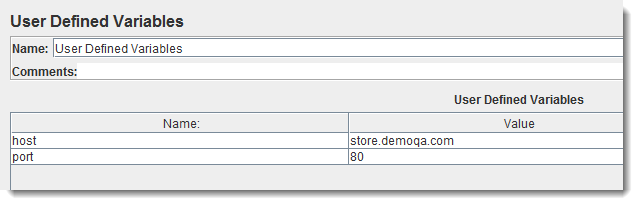 User Defined Variables
Name: User Defined Variables
Comments:
User Defined Variables
Name: Value
host store.demoqa.com
port 80